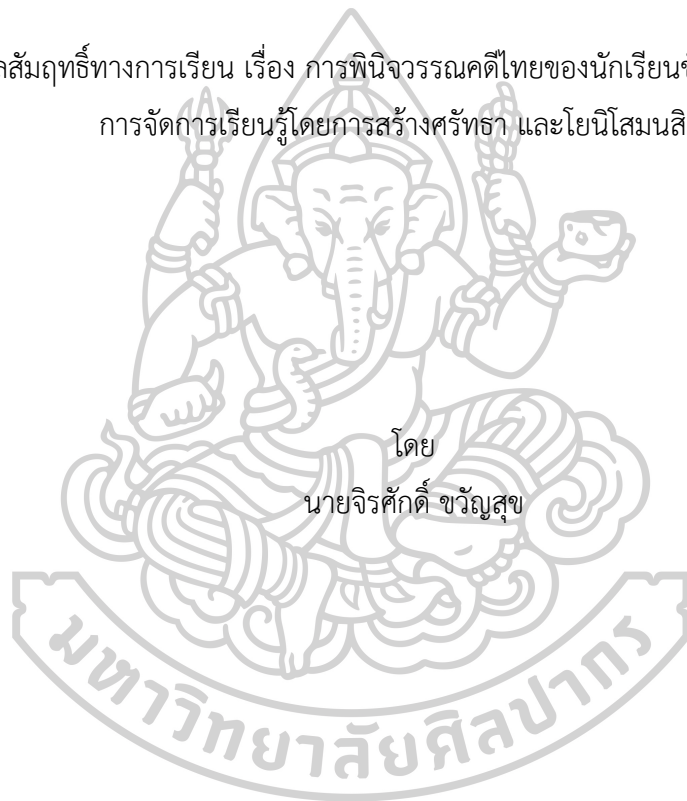 สัมฤทธิ์ทางการเรียน เรื่อง การพินิจวรรณคดีไทยของนักเรียน
การจัดการเรียนรู้โดยการสร้างศรัทธา และโยนิโสมนสิ
โดย
นายจิรศักดิ์ ขวัญสุข
มหาวิทยาลัยศิลปากร